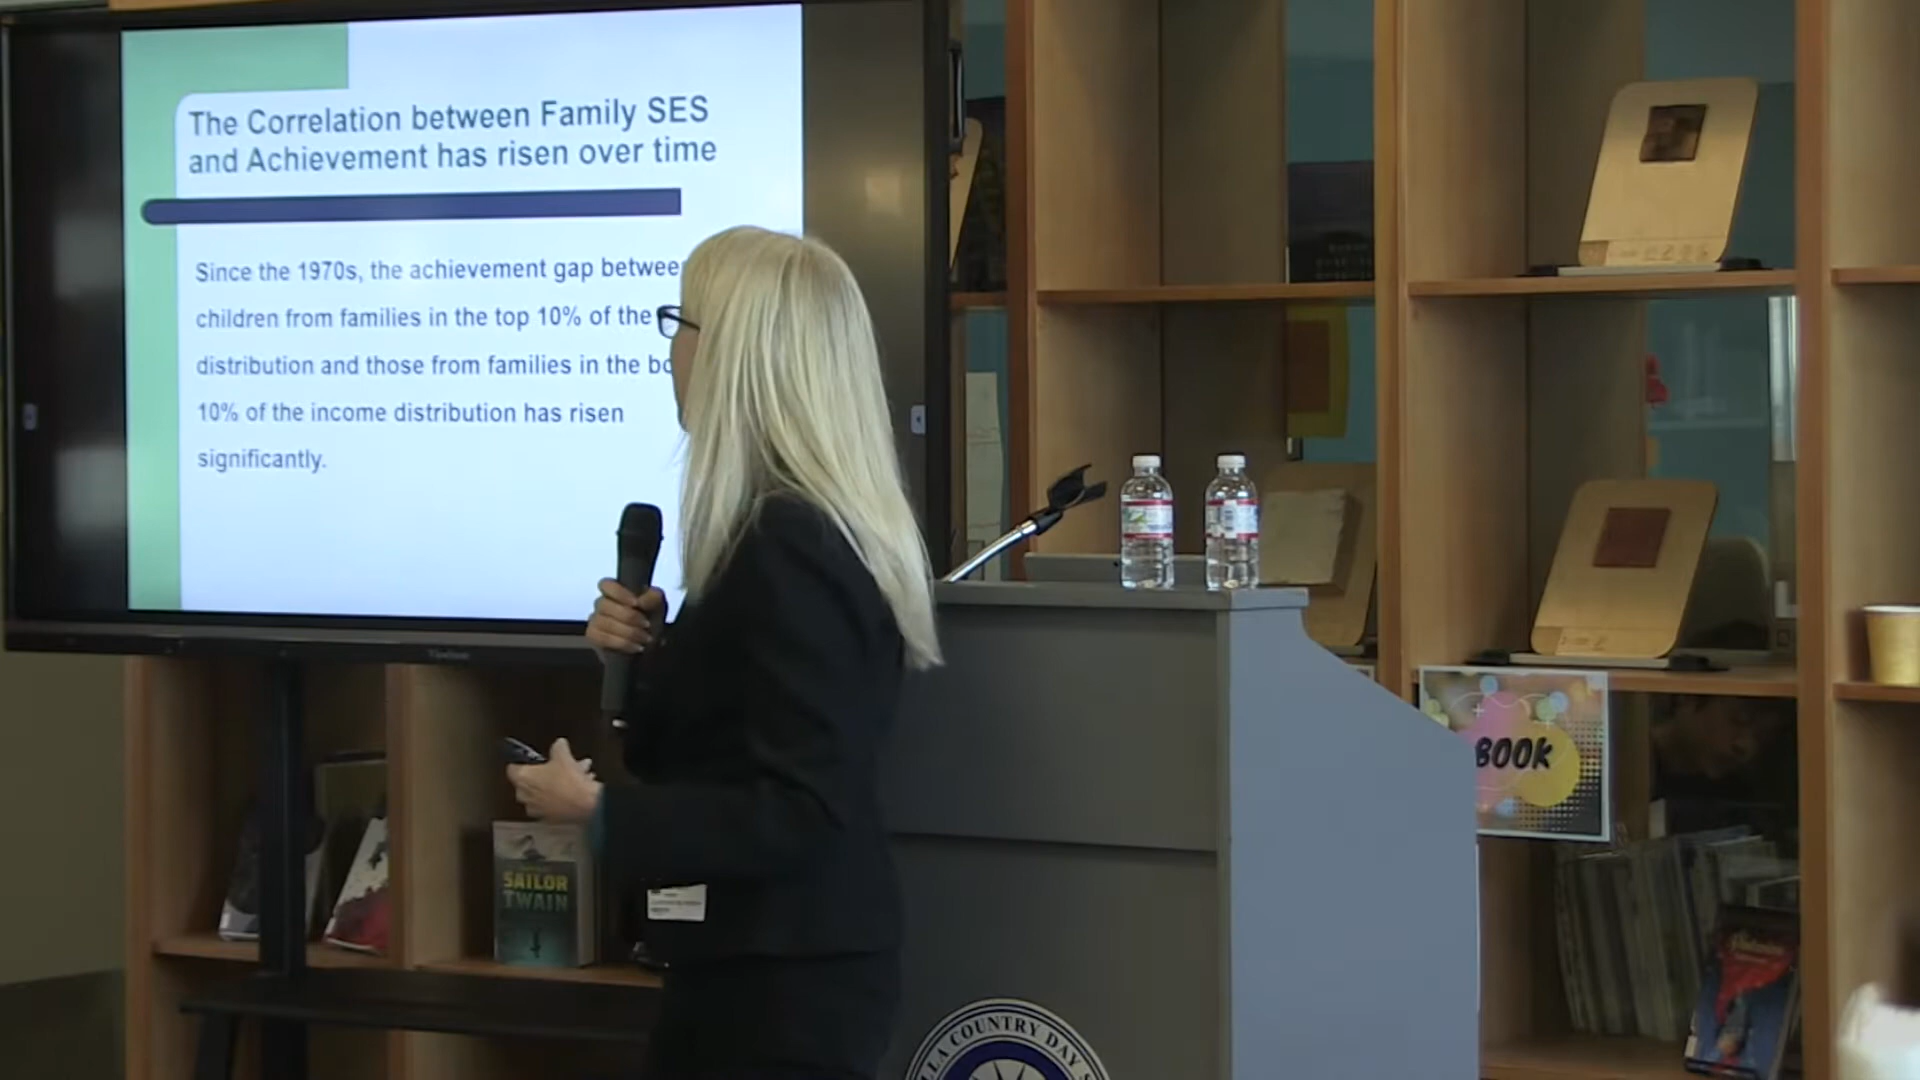 The Correlation between Family SES
and Achievement has risen over time
Since the 1970s, the achievement gap betwee
children from families in the top 10% of the
distribution and those from families in the bo
10% of the income distribution has risen
significantly.
BOOK
SAILOR
TWAIN
LLA COUNTRY DAY S